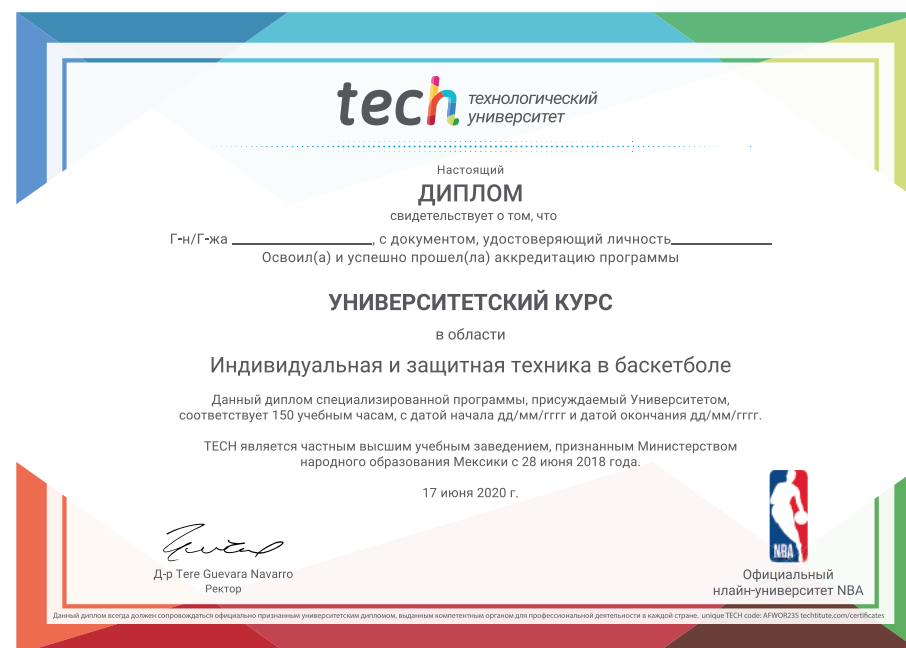 tech технологический
университет
Настоящий
ДИПЛОМ
свидетельствует о том, что
Г-н/Г-жа ____________________, с документом, удостоверяющий личность______________
Освоил(а) и успешно прошел(ла) аккредитацию программы
УНИВЕРСИТЕТСКИЙ КУРС
в области
Индивидуальная и защитная техника в баскетболе
Данный диплом специализированной программы, присуждаемый Университетом,
соответствует 150 учебным часам, с датой начала дд/мм/гггг и датой окончания дд/мм/гггг.
TECH является частным высшим учебным заведением, признанным Министерством
народного образования Мексики с 28 июня 2018 года.
17 июня 2020 г.
NBA
Д-р Tere Guevara Navarro
Ректор
Официальный
нлайн-университет NBA
Данный диплом всегда должен сопровождаться официально признанным университетским дипломом, выданным компетентным органом для профессиональной деятельности в каждой стране. unique TECH code: AFWOR23S techtitute.com/certificates